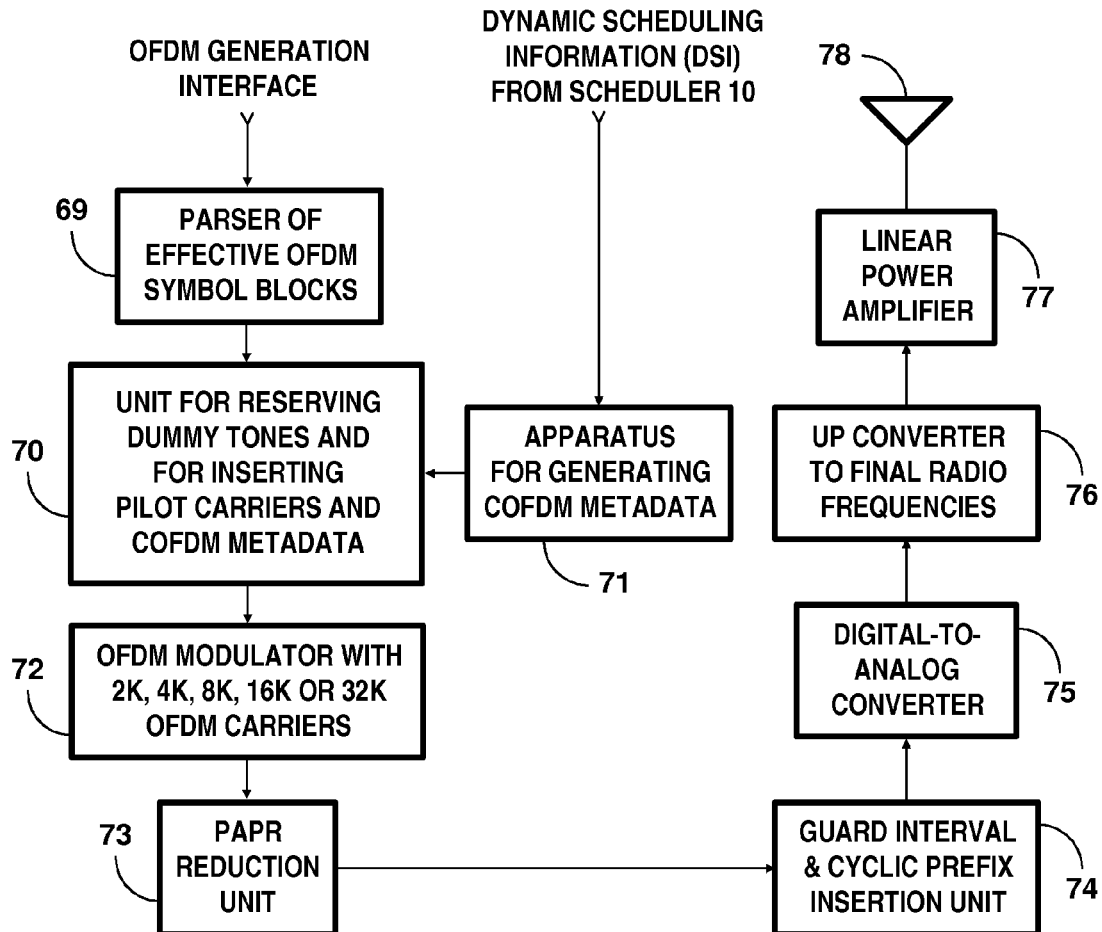 OFDM GENERATION
INTERFACE
DYNAMIC SCHEDULING
INFORMATION (DSI)
FROM SCHEDULER 10
78
69
PARSER OF
EFFECTIVE OFDM
SYMBOL BLOCKS
LINEAR
POWER
AMPLIFIER
77
70
UNIT FOR RESERVING
DUMMY TONES AND
FOR INSERTING
PILOT CARRIERS AND
COFDM METADATA
APPARATUS
FOR GENERATING
COFDM METADATA
71
UP CONVERTER
TO FINAL RADIO
FREQUENCIES
76
72
OFDM MODULATOR WITH
2K, 4K, 8K, 16K OR 32K
OFDM CARRIERS
DIGITAL-TO-
ANALOG
CONVERTER
75
73
PAPR
REDUCTION
UNIT
GUARD INTERVAL
& CYCLIC PREFIX
INSERTION UNIT
74